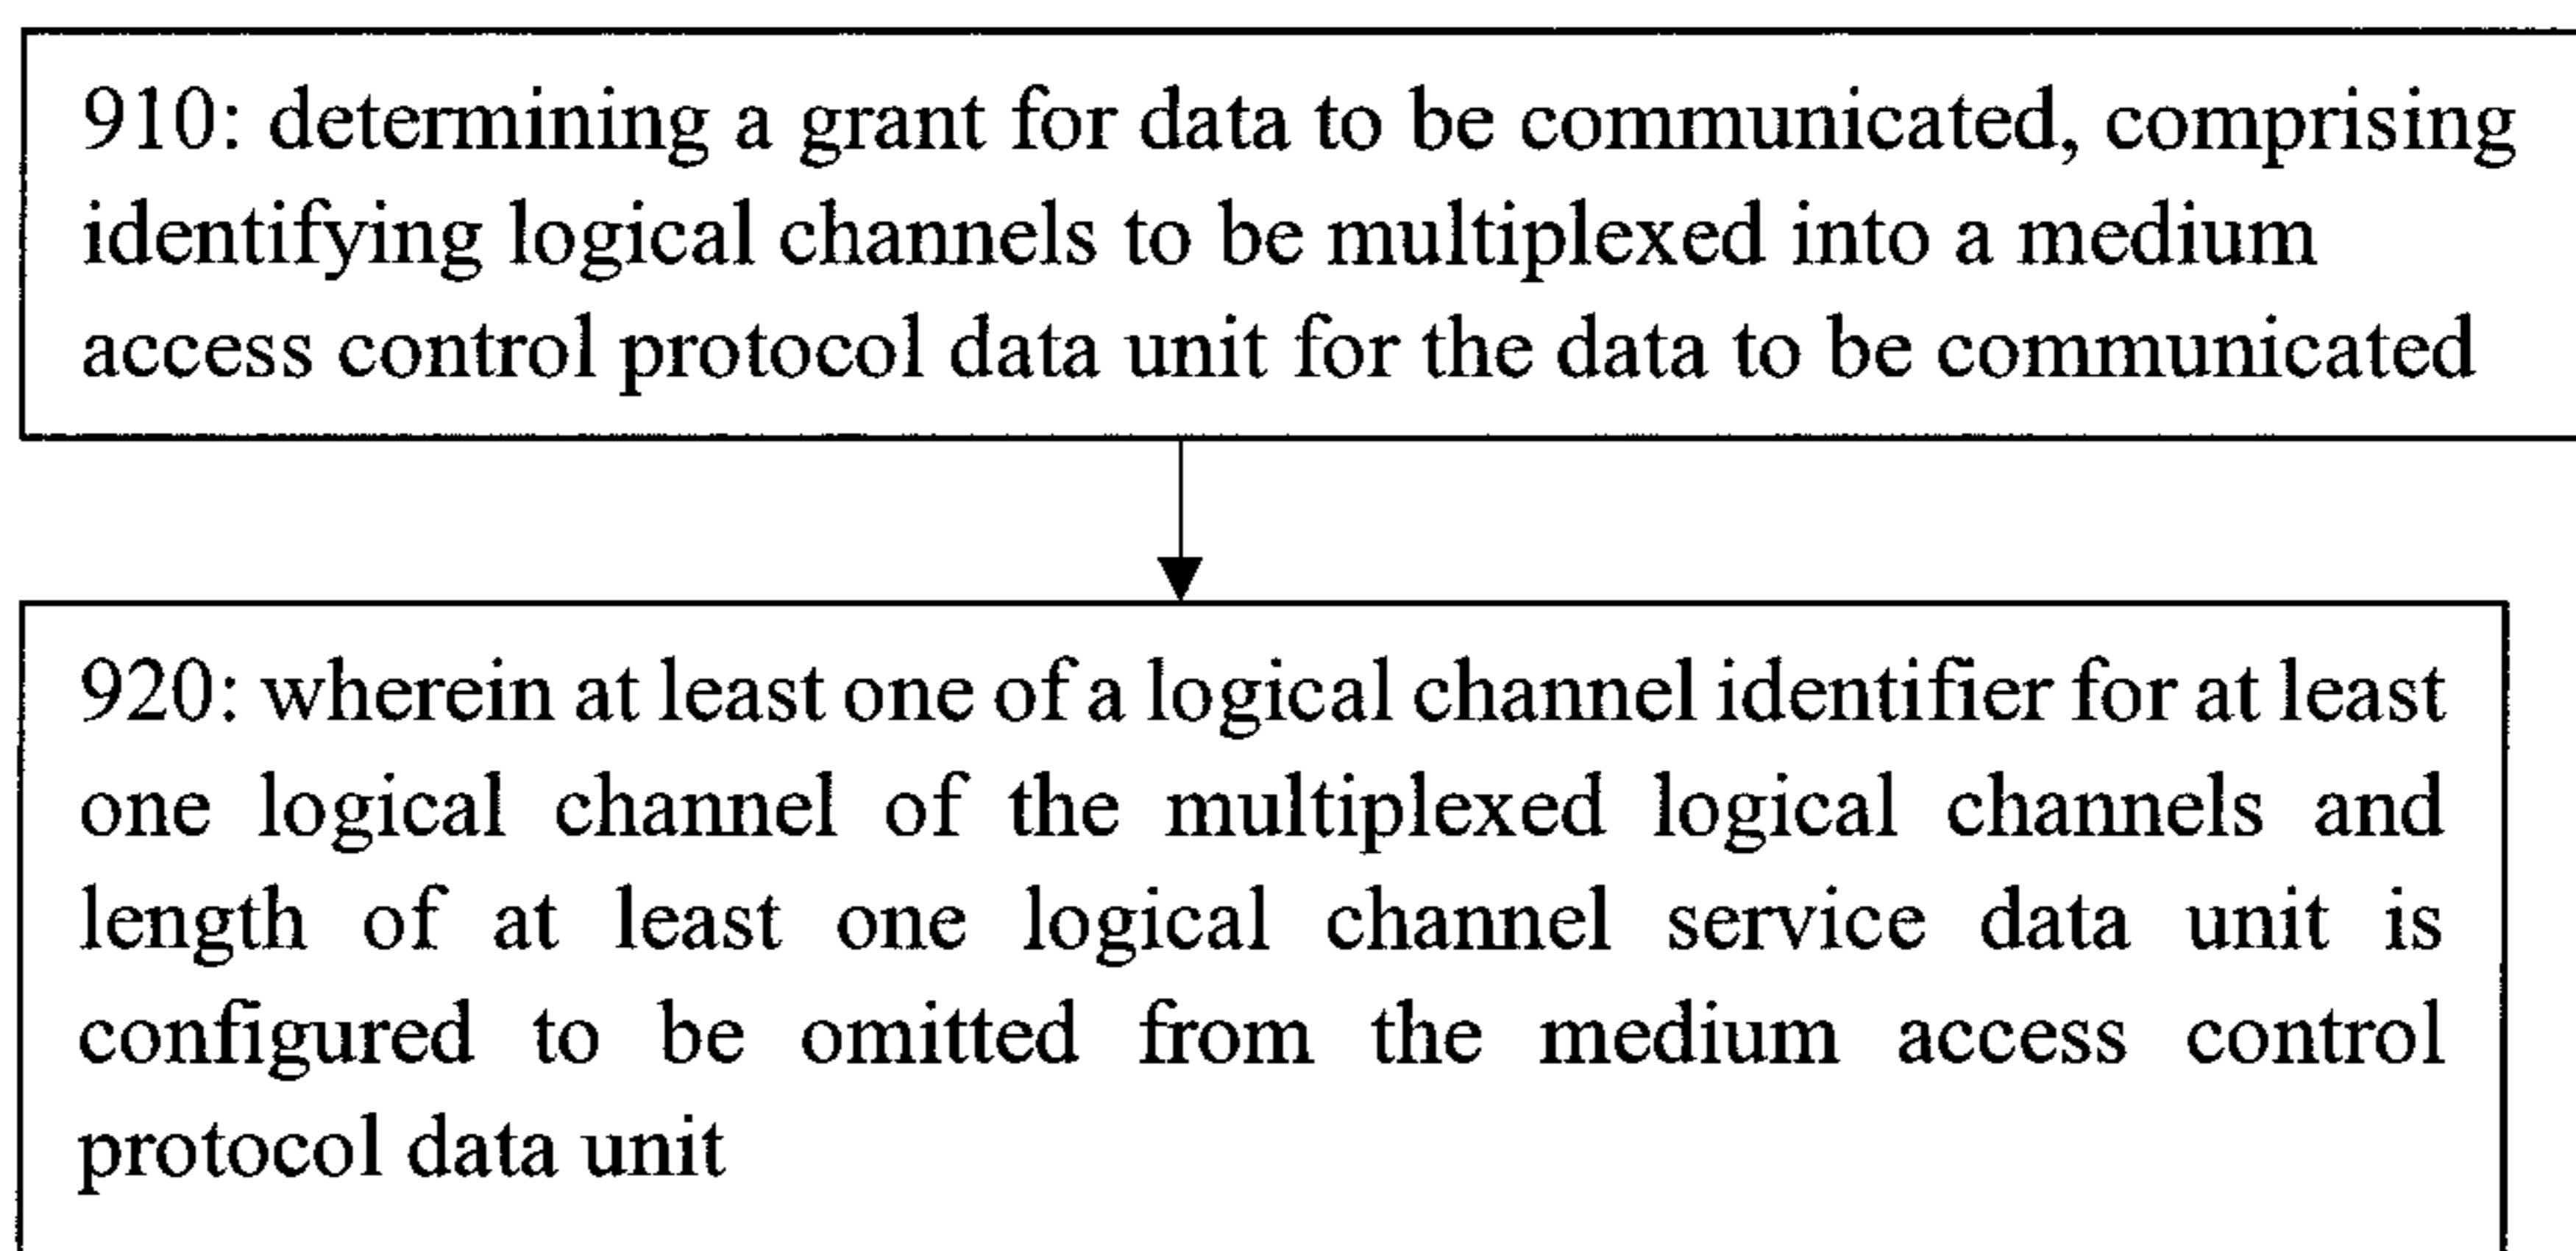 910: determining a grant for data to be communicated, comprising
identifying logical channels to be multiplexed into a medium
access control protocol data unit for the data to be communicated
920: wherein at least one of a logical channel identifier for at least
one logical channel of the multiplexed logical channels and
length of at least one logical channel service data unit is
configured to be omitted from the medium access control
protocol data unit